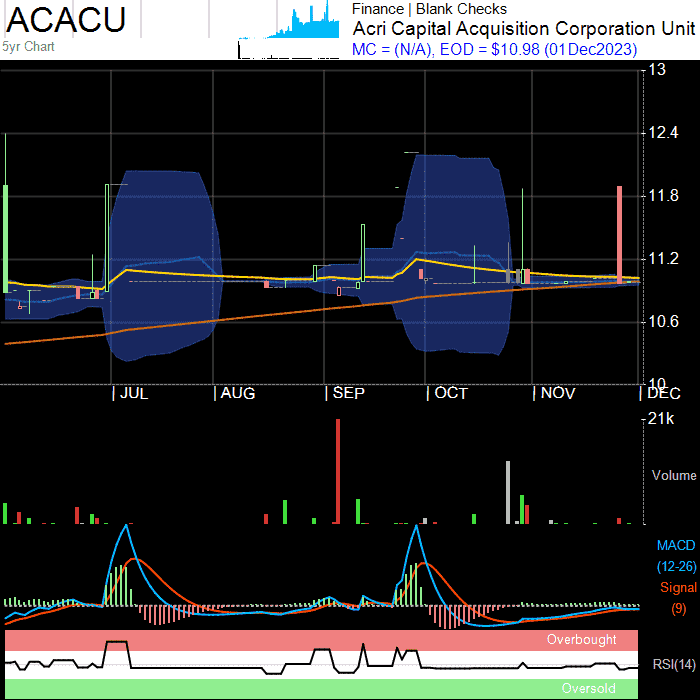 ACACU
5yr Chart
Finance | Blank Checks
Acri Capital Acquisition Corporation Unit
MC = (N/A), EOD = $10.98 (01Dec2023)
13
12.4
11.8
11.2
10.6
10
JUL AUG SEP OCT NOV DEC
21k
Volume
MACD
(12-26)
Signal
(9)
Overbought
RSI(14)
Oversold